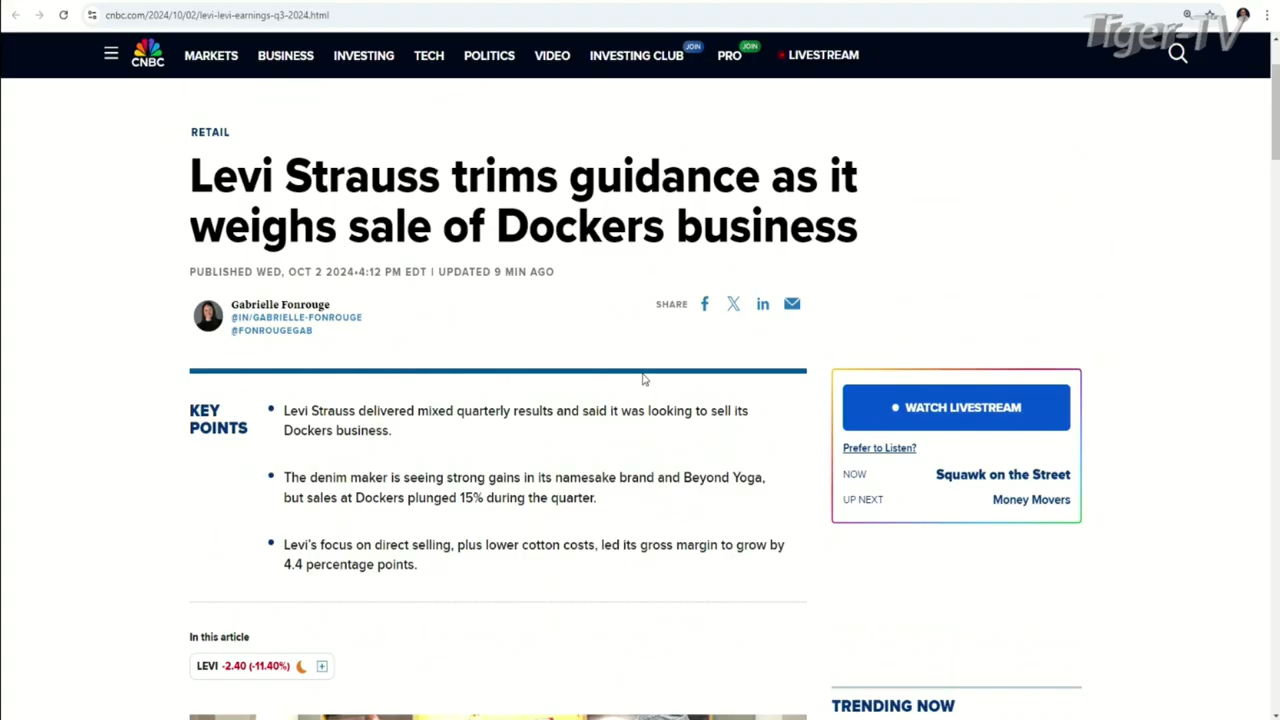 cnbc.com/2024/10/02/levi-levi-earnings-q3-2024.html
Tiger-TV
CNBC MARKETS BUSINESS INVESTING TECH POLITICS VIDEO INVESTING CLUB JOIN PRO JOIN LIVESTREAM
RETAIL
Levi Strauss trims guidance as it
weighs sale of Dockers business
PUBLISHED WED, OCT 2 2024•4:12 PM EDT | UPDATED 9 MIN AGO
Gabrielle Fonrouge
@IN/GABRIELLE-FONROUGE
@FONROUGEGAB
SHARE
KEY
POINTS
Levi Strauss delivered mixed quarterly results and said it was looking to sell its
Dockers business.
The denim maker is seeing strong gains in its namesake brand and Beyond Yoga,
but sales at Dockers plunged 15% during the quarter.
Levi's focus on direct selling, plus lower cotton costs, led its gross margin to grow by
4.4 percentage points.
In this article
LEVI -2.40 (-11.40%)
WATCH LIVESTREAM
Prefer to Listen?
NOW Squawk on the Street
UP NEXT Money Movers
TRENDING NOW